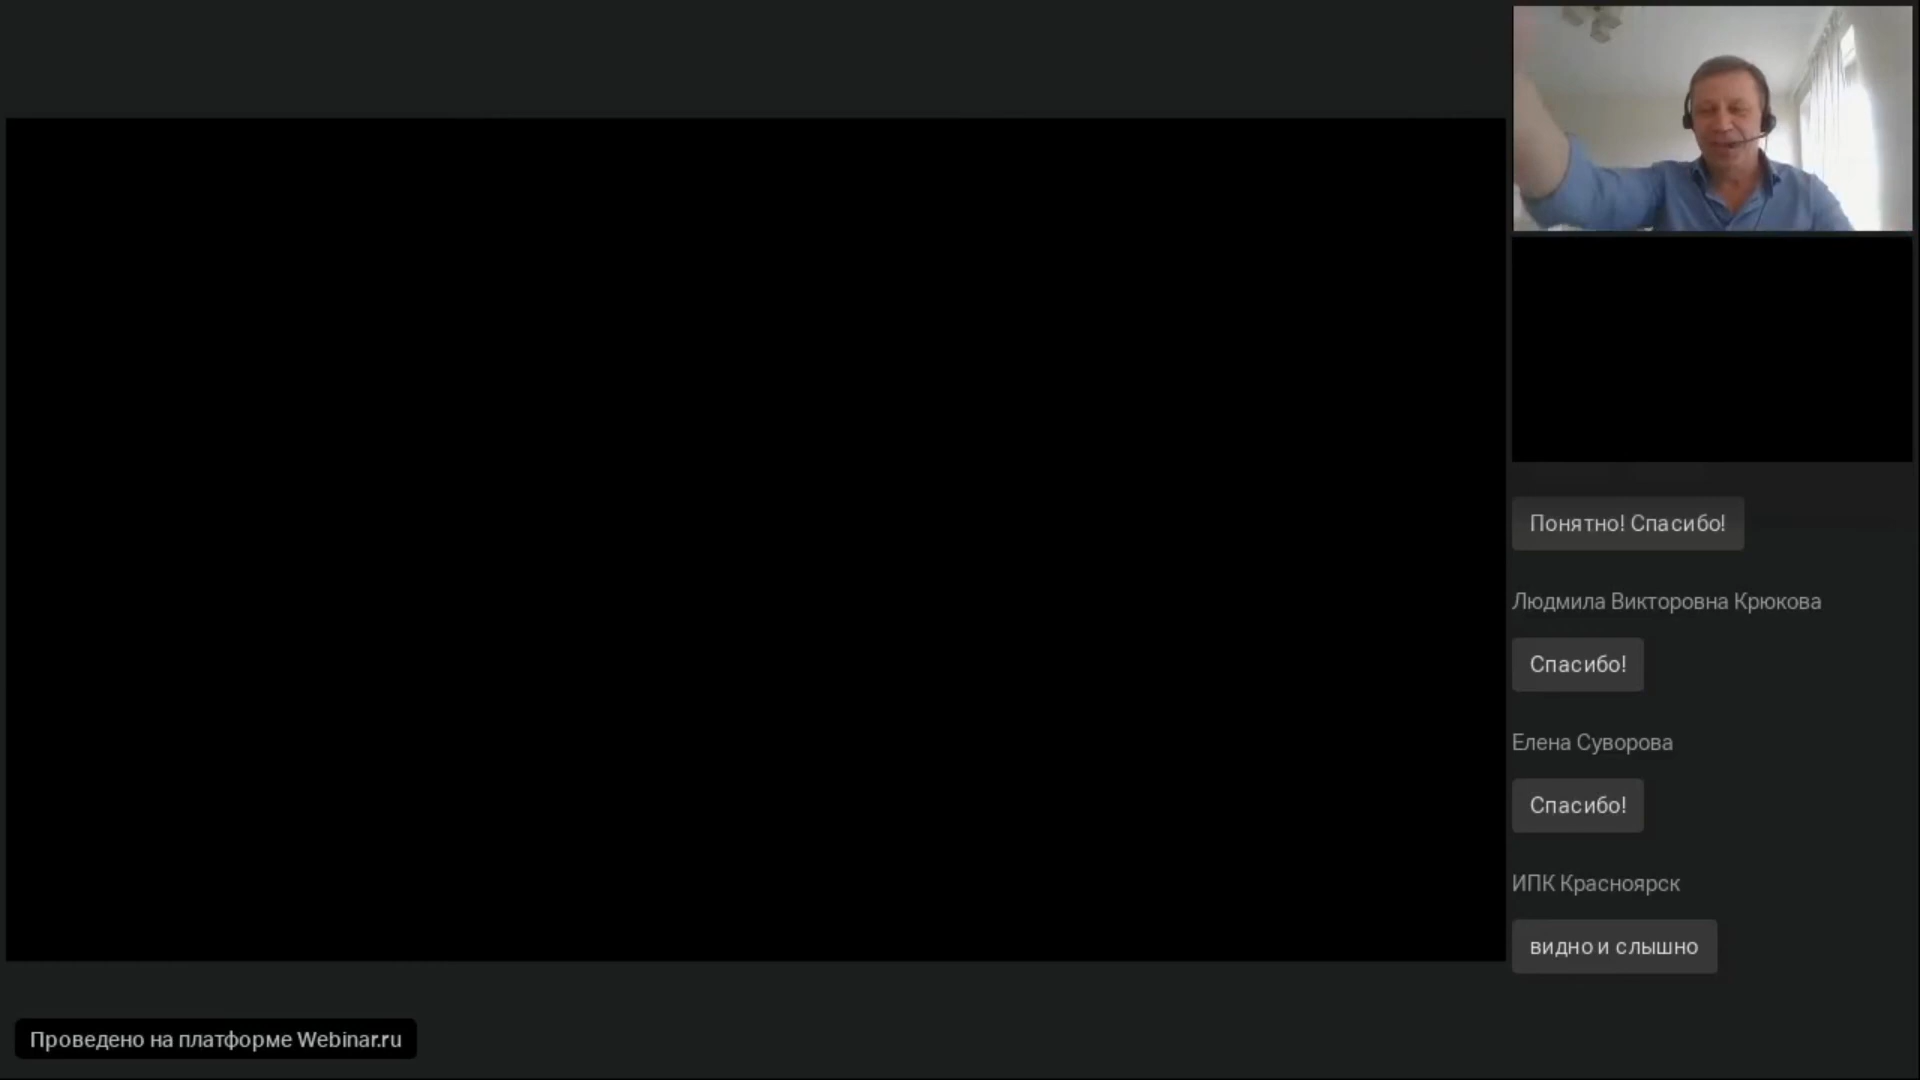 Понятно! Спасибо!
Людмила Викторовна Крюкова
Спасибо!
Елена Суворова
Спасибо!
ИПК Красноярск
видно и слышно
Проведено на платформе Webinar.ru